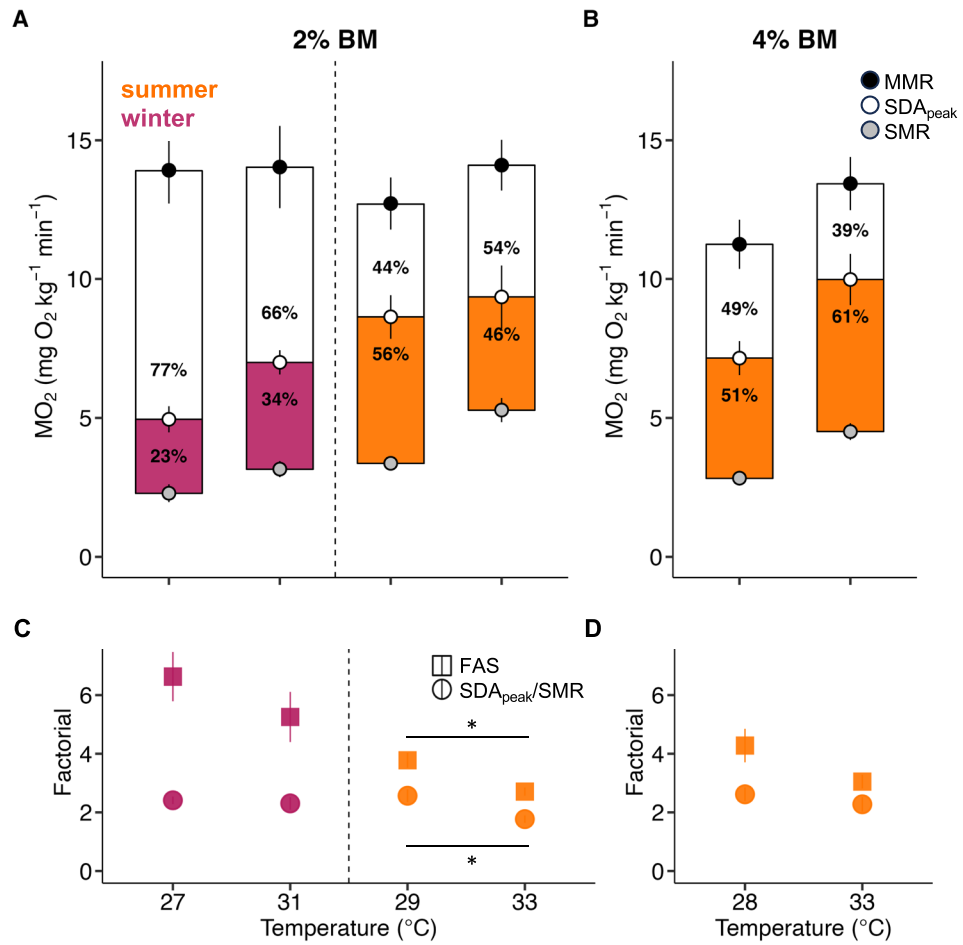 A
B
2% BM
4% BM
summer
winter
MMR
SDApeak
SMR
MO2 (mg O2 kg−1 min−1)
15
10
5
0
77%
23%
66%
34%
44%
56%
54%
46%
MO2 (mg O2 kg−1 min−1)
15
10
5
0
49%
51%
39%
61%
C
D
FAS
SDApeak/SMR
*
*
Factorial
6
4
2
0
27
31
29
33
Temperature (°C)
Factorial
6
4
2
0
28
33
Temperature (°C)